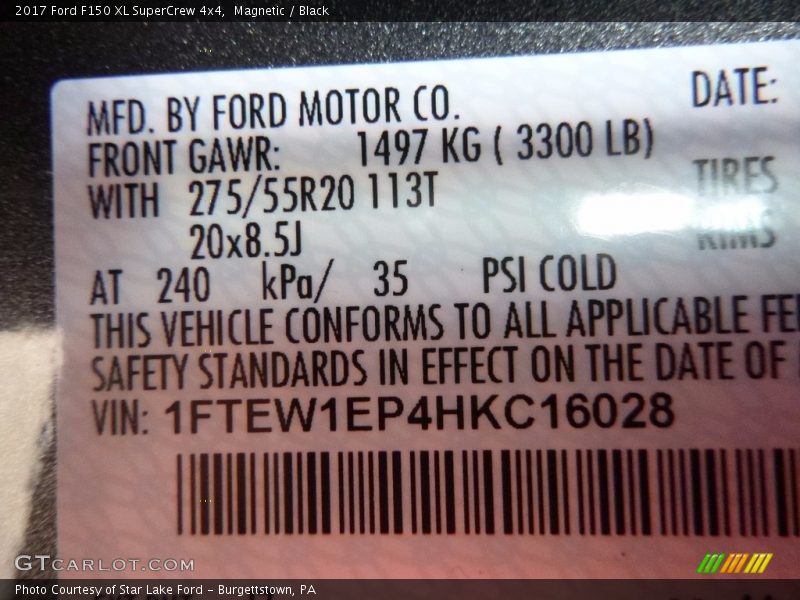 2017 Ford F150 XL SuperCrew 4x4, Magnetic / Black
MFD. BY FORD MOTOR CO. DATE:
FRONT GAWR: 1497 KG ( 3300 LB)
WITH 275/55R20 113T TIRES
20x8.5J RIMS
AT 240 kPa/ 35 PSI COLD
THIS VEHICLE CONFORMS TO ALL APPLICABLE FE
SAFETY STANDARDS IN EFFECT ON THE DATE OF
VIN: 1FTEW1EP4HKC16028
GTCARLOT.COM
Photo Courtesy of Star Lake Ford – Burgettstown, PA